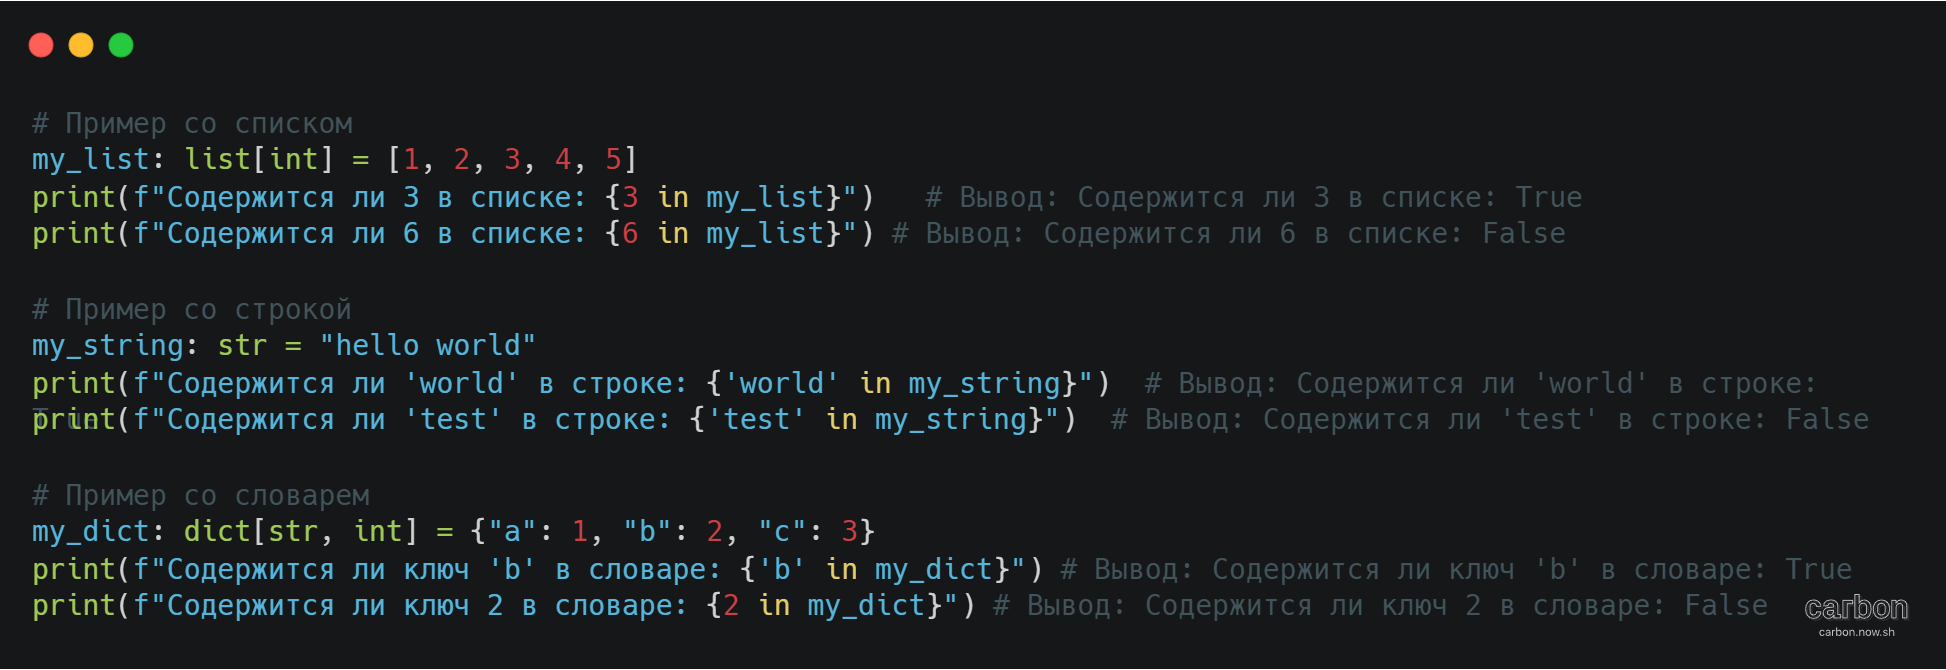 # Пример со списком
my_list: list[int] = [1, 2, 3, 4, 5]
print(f"Содержится ли 3 в списке: {3 in my_list}")   # Вывод: Содержится ли 3 в списке: True
print(f"Содержится ли 6 в списке: {6 in my_list}") # Вывод: Содержится ли 6 в списке: False
# Пример со строкой
my_string: str = "hello world"
print(f"Содержится ли 'world' в строке: {'world' in my_string}")  # Вывод: Содержится ли 'world' в строке:
True
print(f"Содержится ли 'test' в строке: {'test' in my_string}")  # Вывод: Содержится ли 'test' в строке: False
# Пример со словарем
my_dict: dict[str, int] = {"a": 1, "b": 2, "c": 3}
print(f"Содержится ли ключ 'b' в словаре: {'b' in my_dict}") # Вывод: Содержится ли ключ 'b' в словаре: True
print(f"Содержится ли ключ 2 в словаре: {2 in my_dict}") # Вывод: Содержится ли ключ 2 в словаре: False
carbon
carbon.now.sh